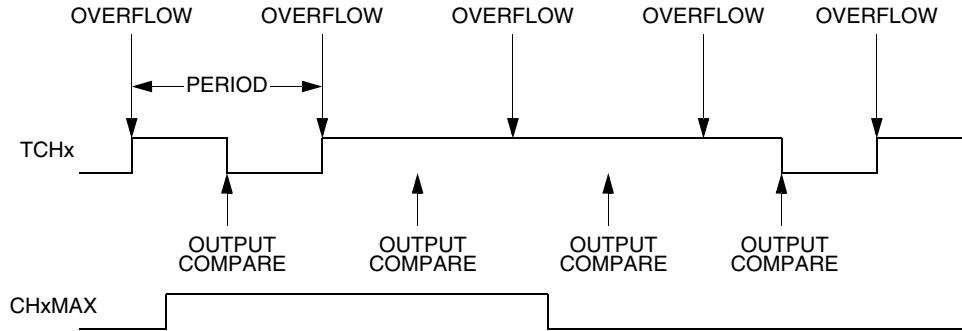 OVERFLOW OVERFLOW OVERFLOW OVERFLOW OVERFLOW
PERIOD
TCHx
OUTPUT COMPARE
OUTPUT COMPARE
OUTPUT COMPARE
OUTPUT COMPARE
CHxMAX